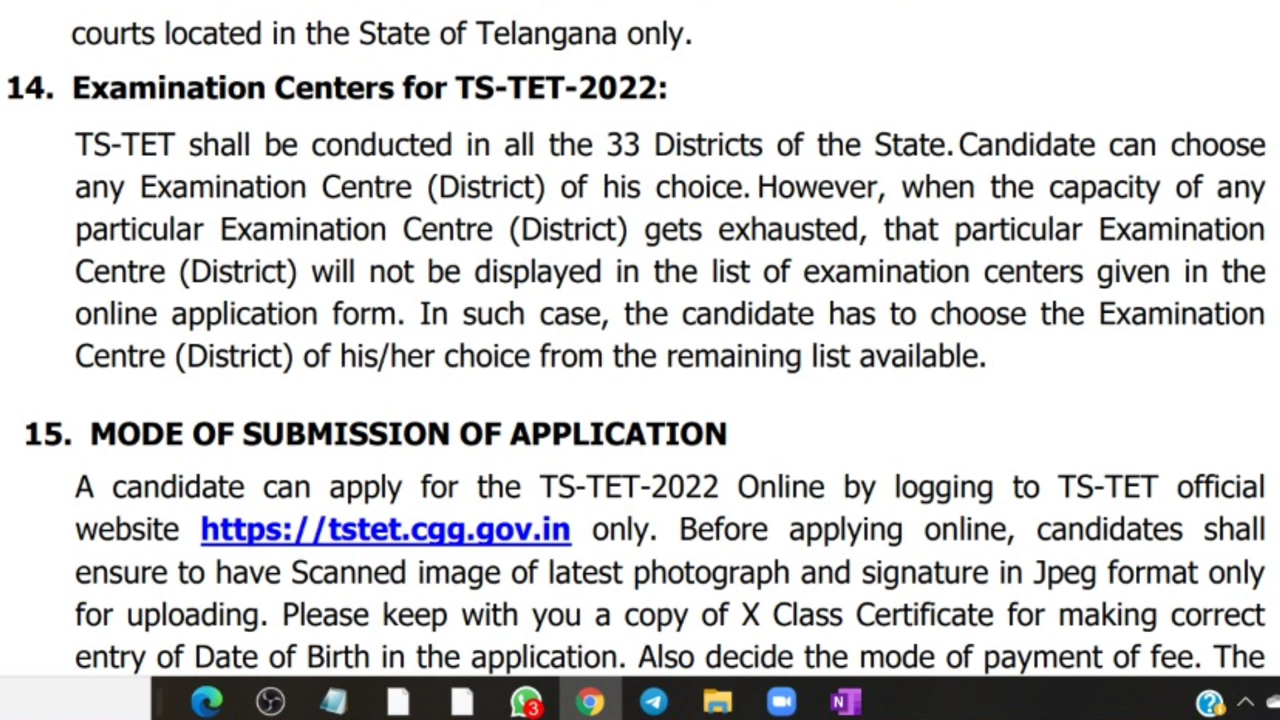 courts located in the State of Telangana only.
14. Examination Centers for TS-TET-2022:
TS-TET shall be conducted in all the 33 Districts of the State. Candidate can choose
any Examination Centre (District) of his choice. However, when the capacity of any
particular Examination Centre (District) gets exhausted, that particular Examination
Centre (District) will not be displayed in the list of examination centers given in the
online application form. In such case, the candidate has to choose the Examination
Centre (District) of his/her choice from the remaining list available.
15. MODE OF SUBMISSION OF APPLICATION
A candidate can apply for the TS-TET-2022 Online by logging to TS-TET official
website https://tstet.cgg.gov.in only. Before applying online, candidates shall
ensure to have Scanned image of latest photograph and signature in Jpeg format only
for uploading. Please keep with you a copy of X Class Certificate for making correct
entry of Date of Birth in the application. Also decide the mode of payment of fee. The
3
N
?